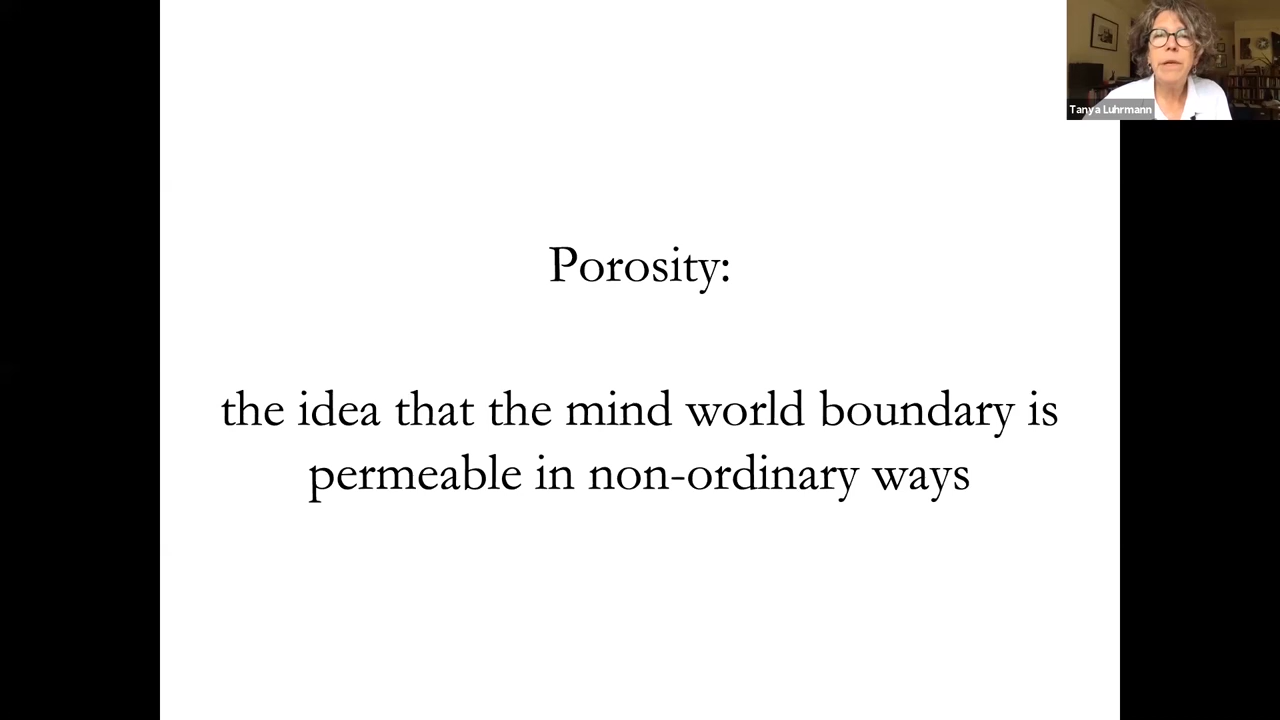 Tanya Luhrmann
Porosity:
the idea that the mind world boundary is
permeable in non-ordinary ways